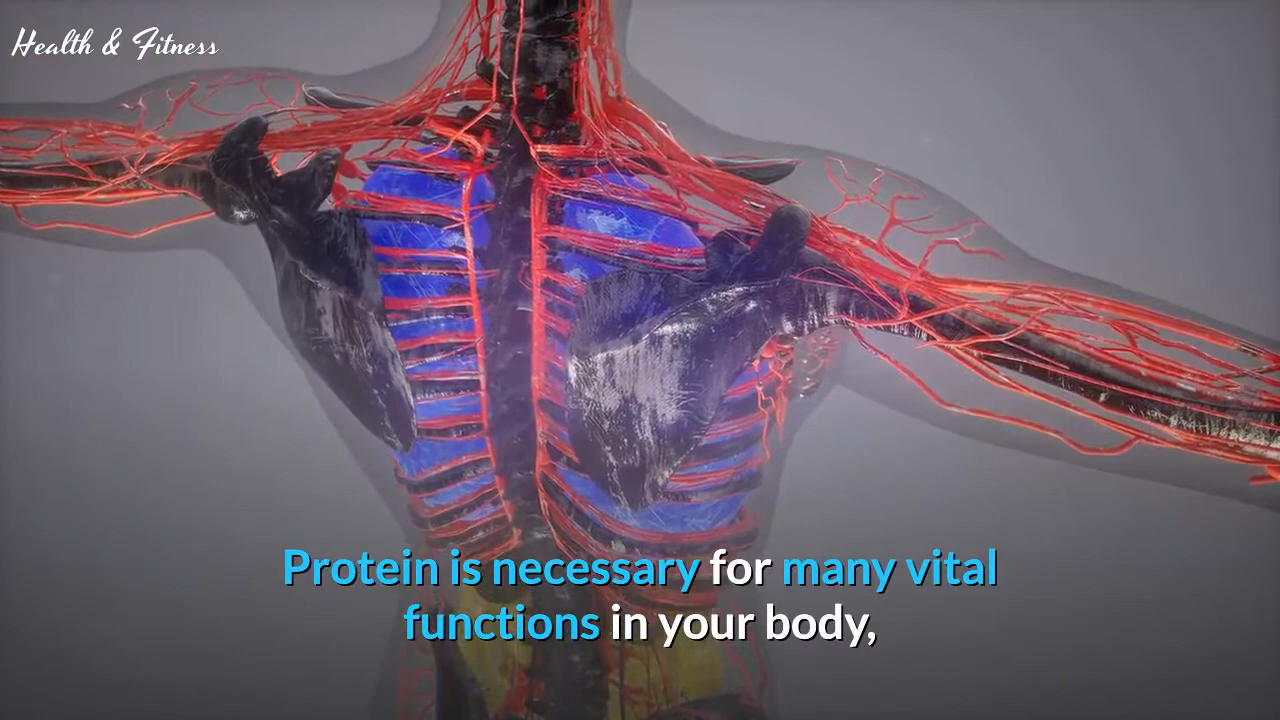 Health & Fitness
Protein is necessary for many vital
functions in your body,